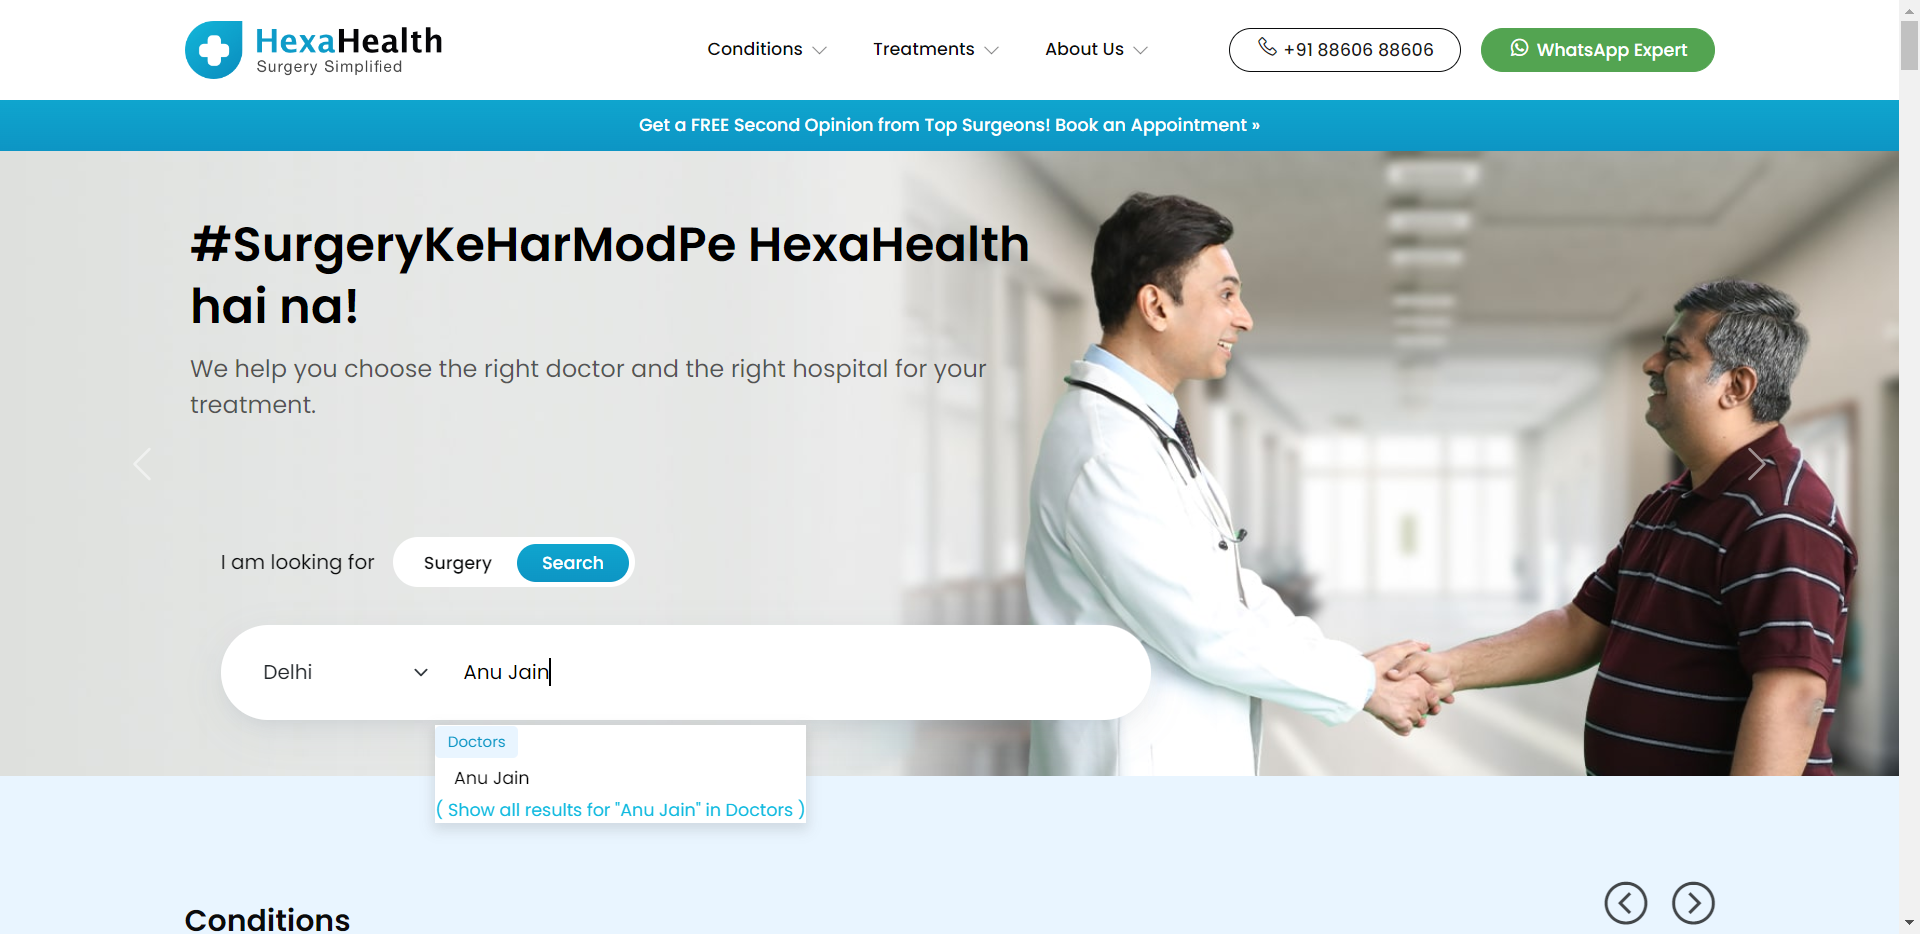 HexaHealth
Surgery Simplified
Conditions
Treatments
About Us
+91 88606 88606
WhatsApp Expert
Get a FREE Second Opinion from Top Surgeons! Book an Appointment »
#SurgeryKeHarModPe HexaHealth
hai na!
We help you choose the right doctor and the right hospital for your
treatment.
I am looking for
Surgery
Search
Delhi
Anu Jain
Doctors
Anu Jain
( Show all results for "Anu Jain" in Doctors )
Conditions